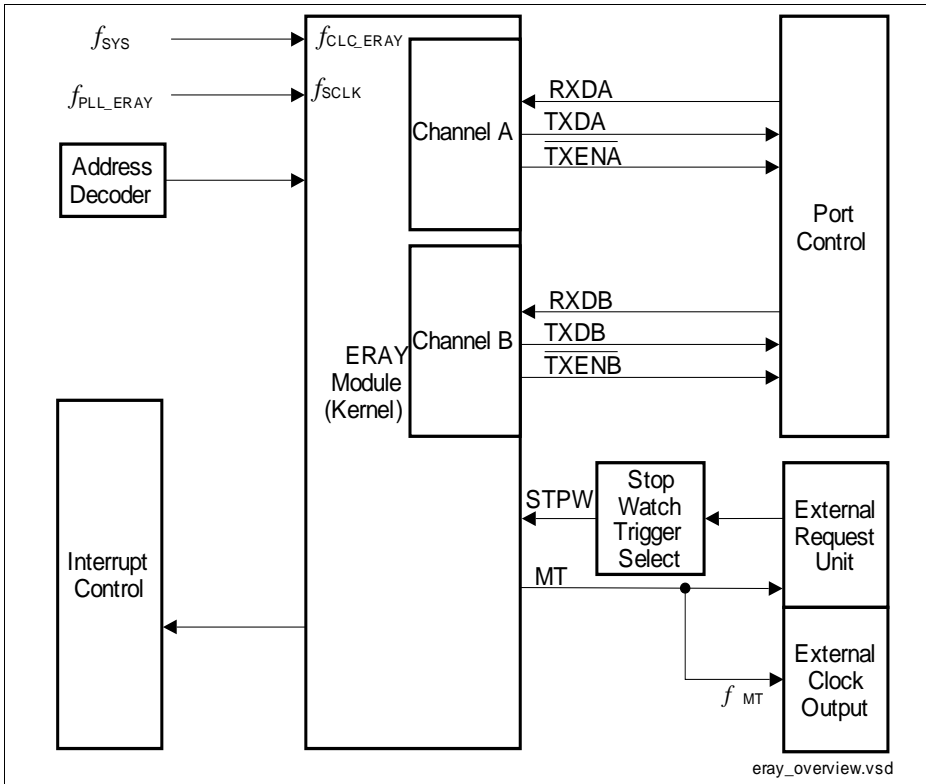 fSYS
fCLC_ERAY
fPLL_ERAY
fSCLK
Address
Decoder
Channel A
RXDA
TXDA
TXENA
Port
Control
Channel B
RXDB
TXDB
TXENB
ERAY
Module
(Kernel)
Interrupt
Control
STPW
Stop
Watch
Trigger
Select
External
Request
Unit
MT
fMT
External
Clock
Output
eray_overview.vsd